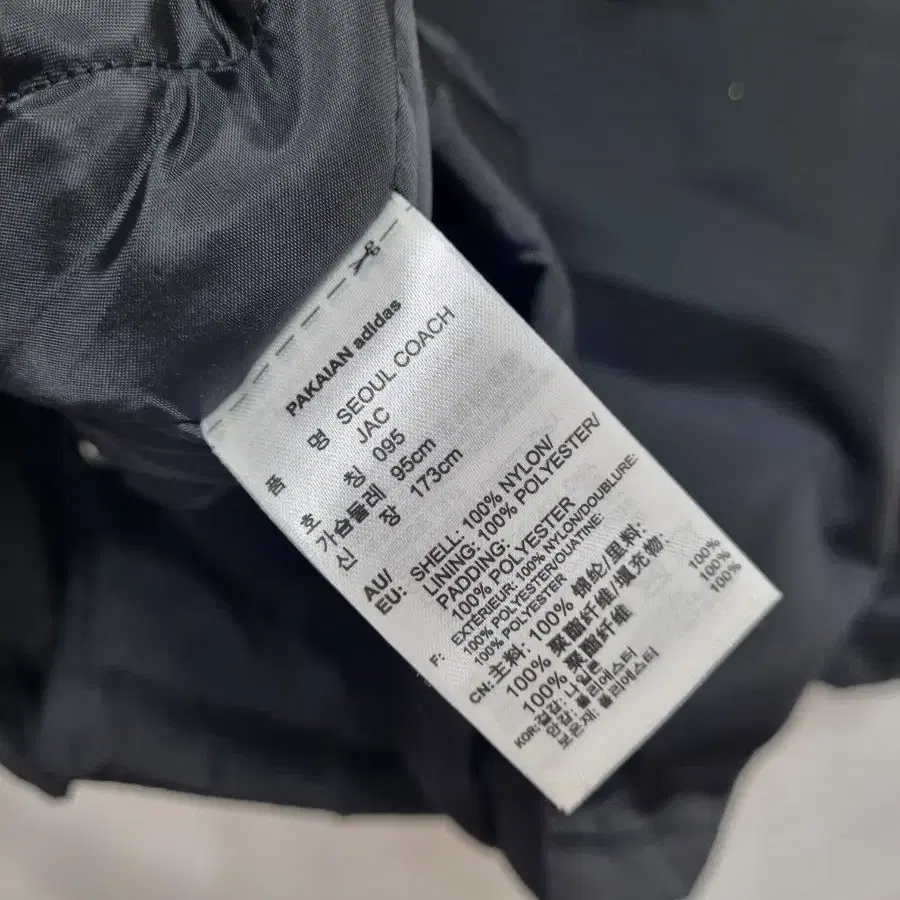 PAKAIAN adidas
품 명 SEOUL COACH
JAC
호 칭 095
가슴둘레 95cm
신 장 173cm
AU/
EU: SHELL: 100% NYLON/
LINING: 100% POLYESTER/
PADDING:
100% POLYESTER
F: EXTÉRIEUR: 100% NYLON/DOUBLURE:
100% POLYESTER/OUATINE:
100% POLYESTER
CN: 主料: 100% 锦纶/里料:
100% 聚酯纤维/填充物:
100% 聚酯纤维
KOR: 겉감: 나일론 100%
안감: 폴리에스터 100%
보온재: 폴리에스터 100%